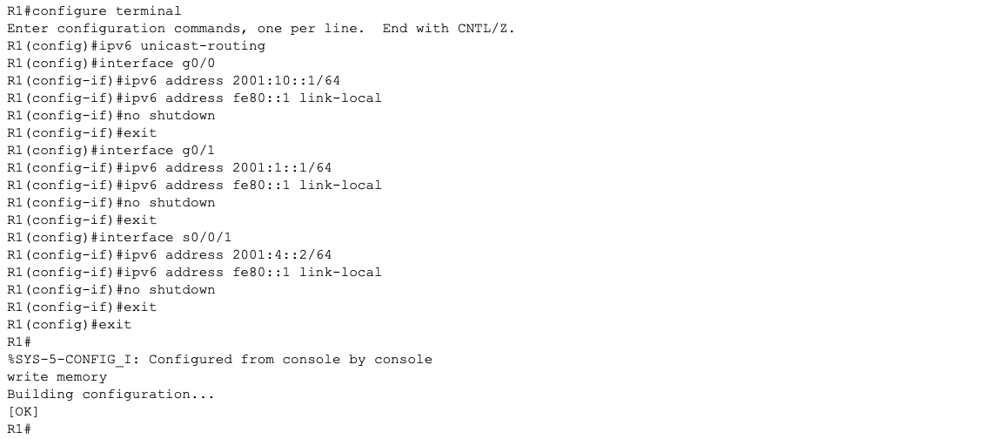 R1#configure terminal
Enter configuration commands, one per line.  End with CNTL/Z.
R1(config)#ipv6 unicast-routing
R1(config)#interface g0/0
R1(config-if)#ipv6 address 2001:10::1/64
R1(config-if)#ipv6 address fe80::1 link-local
R1(config-if)#no shutdown
R1(config-if)#exit
R1(config)#interface g0/1
R1(config-if)#ipv6 address 2001:1::1/64
R1(config-if)#ipv6 address fe80::1 link-local
R1(config-if)#no shutdown
R1(config-if)#exit
R1(config)#interface s0/0/1
R1(config-if)#ipv6 address 2001:4::2/64
R1(config-if)#ipv6 address fe80::1 link-local
R1(config-if)#no shutdown
R1(config-if)#exit
R1(config)#exit
R1#
%SYS-5-CONFIG_I: Configured from console by console
write memory
Building configuration...
[OK]
R1#